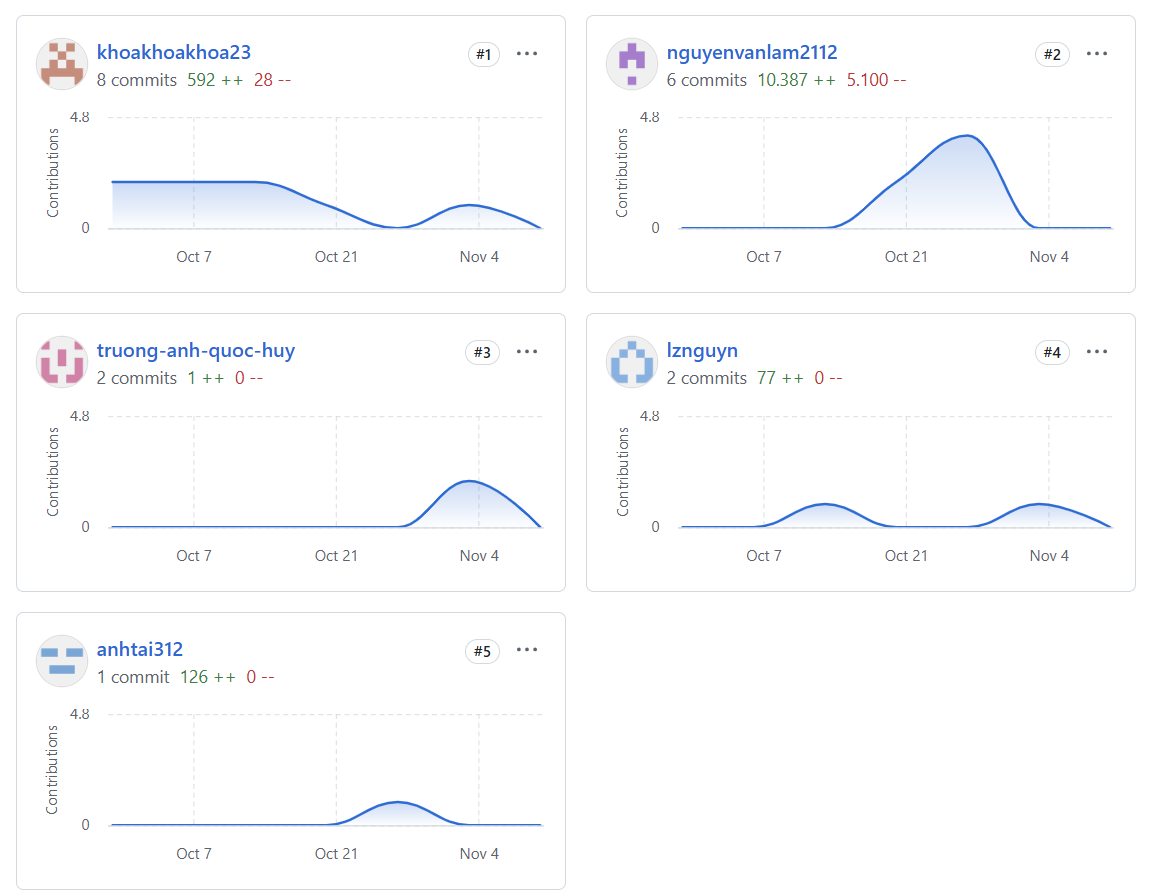 khoakhoakhoa23 #1 ···
8 commits 592 ++ 28 --
4.8
Contributions
0
Oct 7 Oct 21 Nov 4
nguyenvanlam2112 #2 ···
6 commits 10.387 ++ 5.100 --
4.8
Contributions
0
Oct 7 Oct 21 Nov 4
truong-anh-quoc-huy #3 ···
2 commits 1 ++ 0 --
4.8
Contributions
0
Oct 7 Oct 21 Nov 4
lznguyn #4 ···
2 commits 77 ++ 0 --
4.8
Contributions
0
Oct 7 Oct 21 Nov 4
anhtai312 #5 ···
1 commit 126 ++ 0 --
4.8
Contributions
0
Oct 7 Oct 21 Nov 4